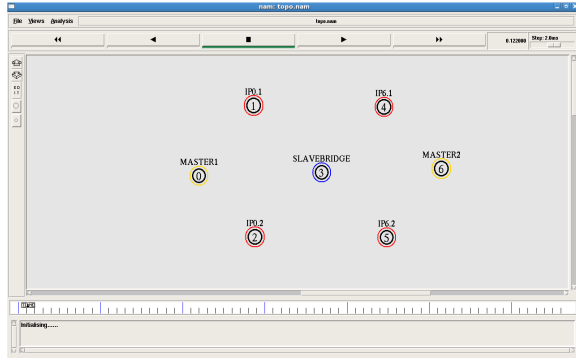 nam: topo.nam
File Views Analysis topo.nam
0.122000 Step: 2.0ms
IP0.1 IP6.1
1 4
MASTER1 SLAVEBRIDGE MASTER2
0 3 6
IP0.2 IP6.2
2 5
Initialising......